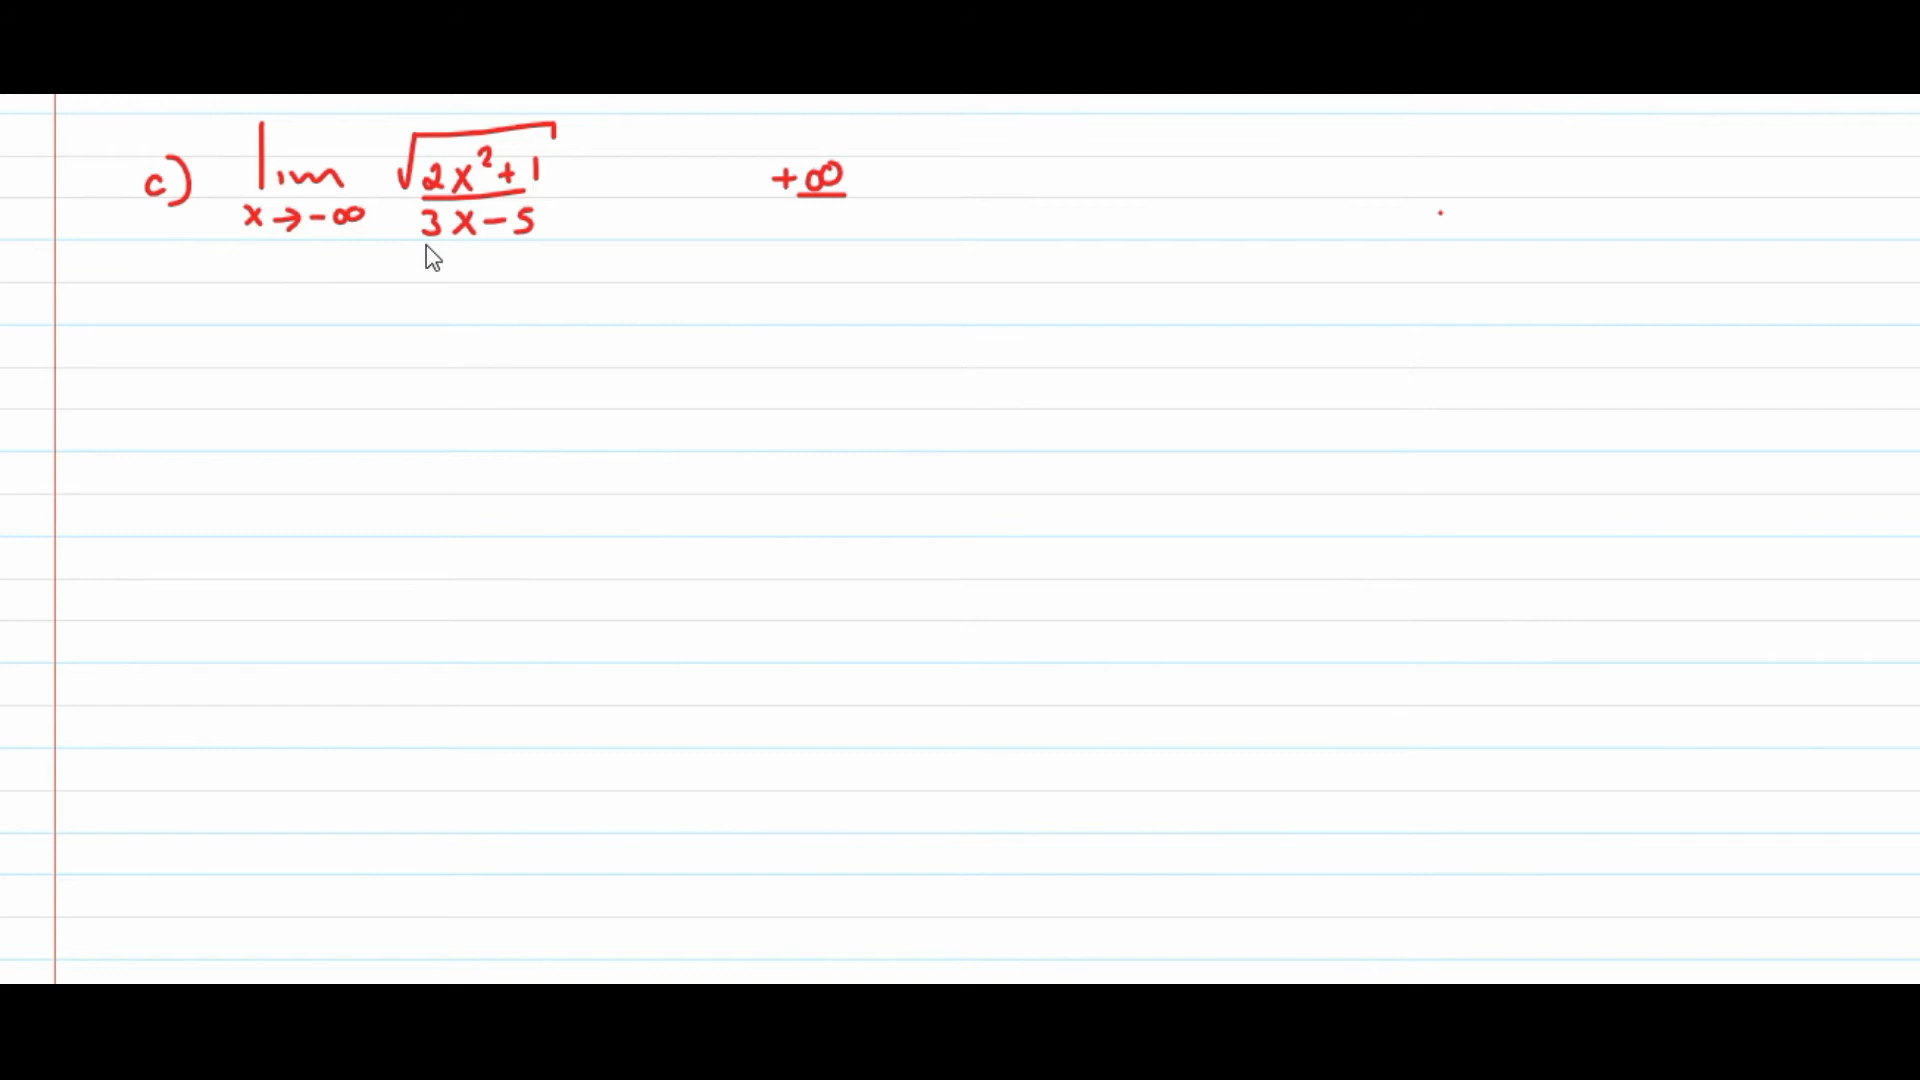 c) lim x→-∞ √2x²+1 / 3x-5 +∞